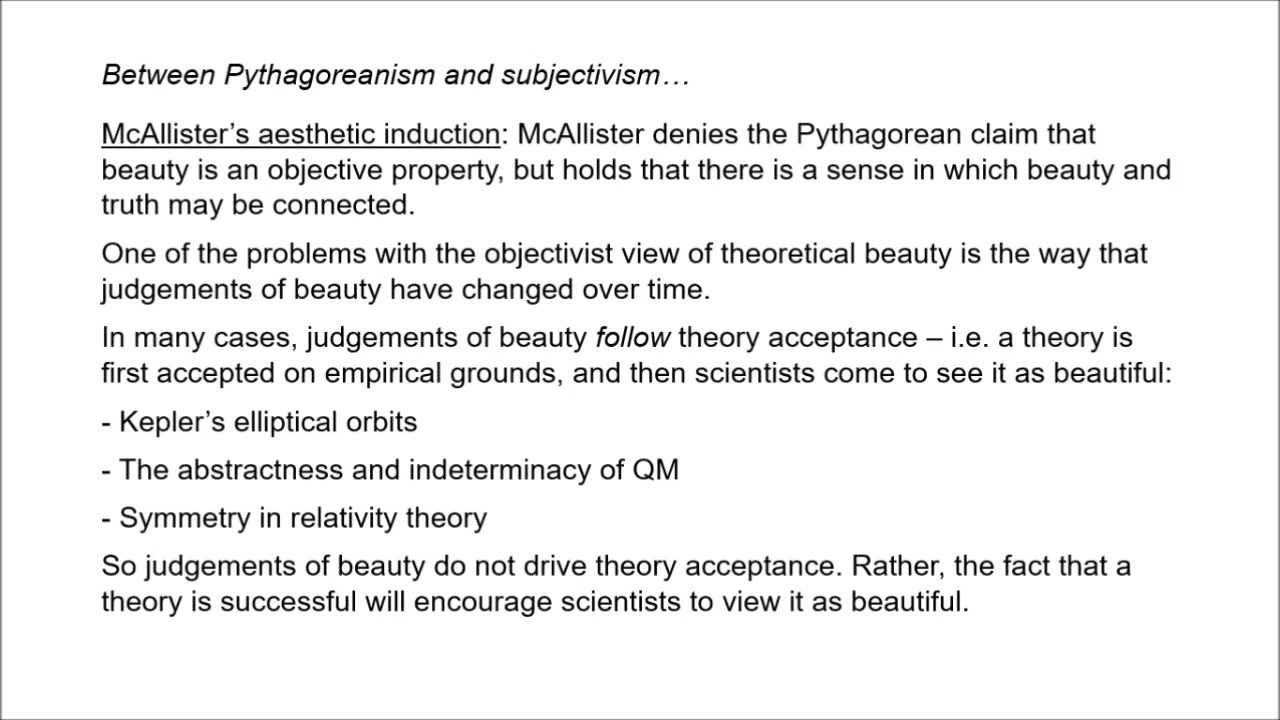 Between Pythagoreanism and subjectivism…
McAllister’s aesthetic induction: McAllister denies the Pythagorean claim that
beauty is an objective property, but holds that there is a sense in which beauty and
truth may be connected.
One of the problems with the objectivist view of theoretical beauty is the way that
judgements of beauty have changed over time.
In many cases, judgements of beauty follow theory acceptance – i.e. a theory is
first accepted on empirical grounds, and then scientists come to see it as beautiful:
- Kepler’s elliptical orbits
- The abstractness and indeterminacy of QM
- Symmetry in relativity theory
So judgements of beauty do not drive theory acceptance. Rather, the fact that a
theory is successful will encourage scientists to view it as beautiful.